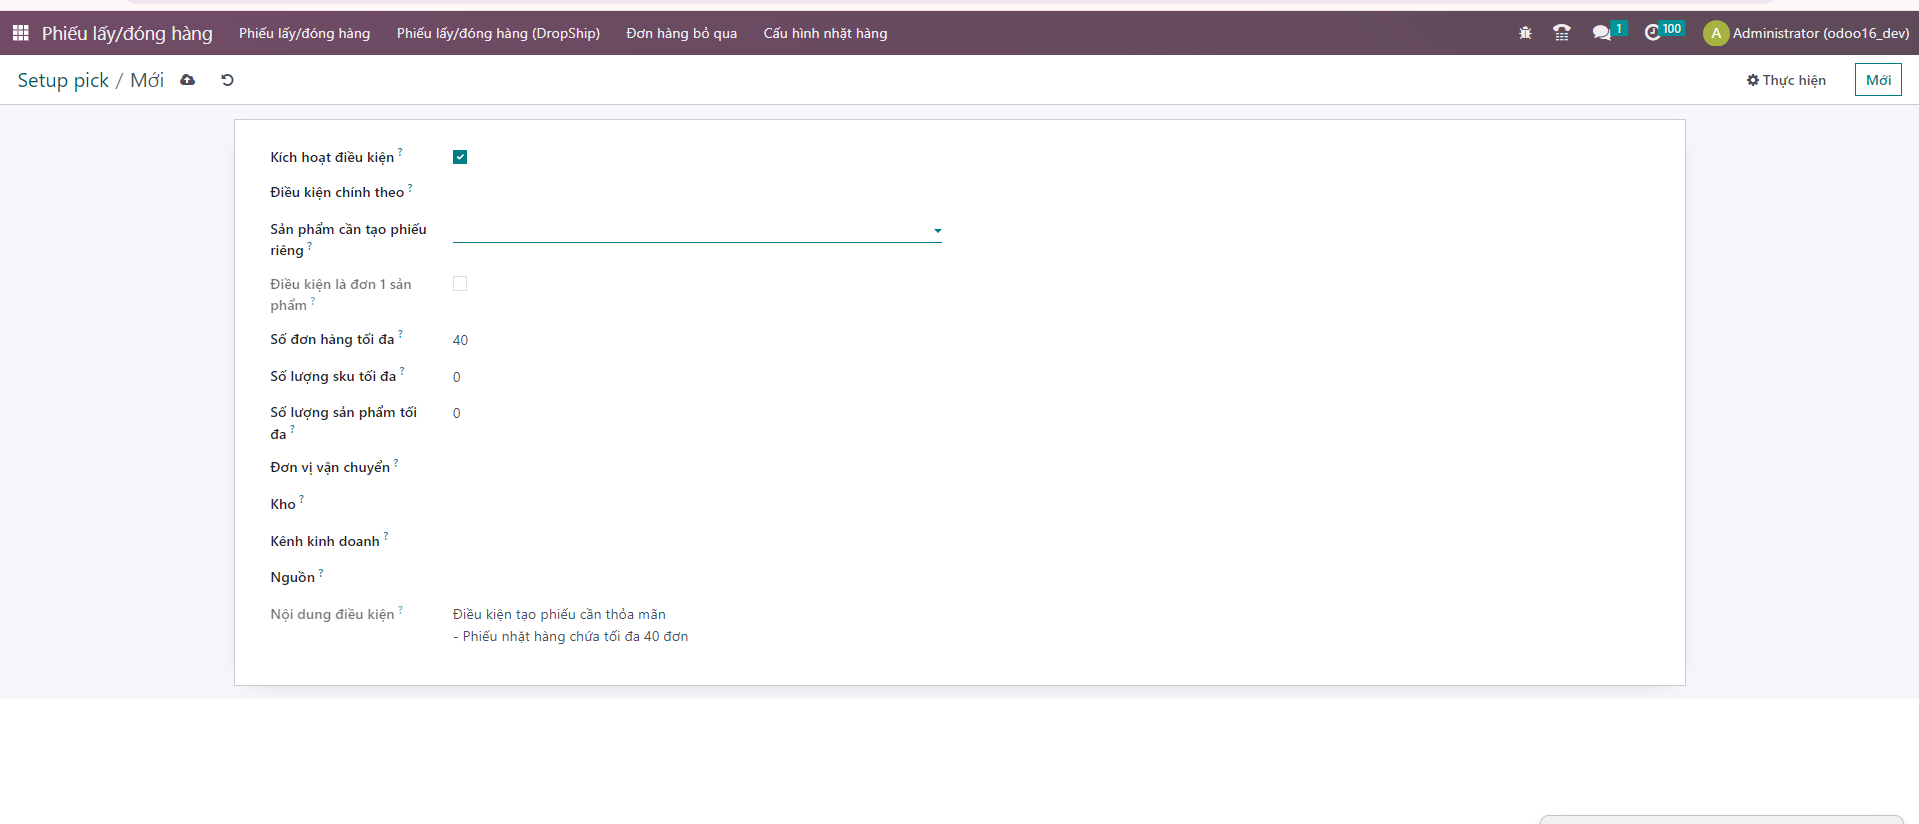 Phiếu lấy/đóng hàng Phiếu lấy/đóng hàng Phiếu lấy/đóng hàng (DropShip) Đơn hàng bỏ qua Cấu hình nhặt hàng 1 100 A Administrator (odoo16_dev)
Setup pick / Mới Thực hiện Mới
Kích hoạt điều kiện ?
Điều kiện chính theo ?
Sản phẩm cần tạo phiếu
riêng ?
Điều kiện là đơn 1 sản
phẩm ?
Số đơn hàng tối đa ? 40
Số lượng sku tối đa ? 0
Số lượng sản phẩm tối 0
đa ?
Đơn vị vận chuyển ?
Kho ?
Kênh kinh doanh ?
Nguồn ?
Nội dung điều kiện ? Điều kiện tạo phiếu cần thỏa mãn
- Phiếu nhặt hàng chứa tối đa 40 đơn